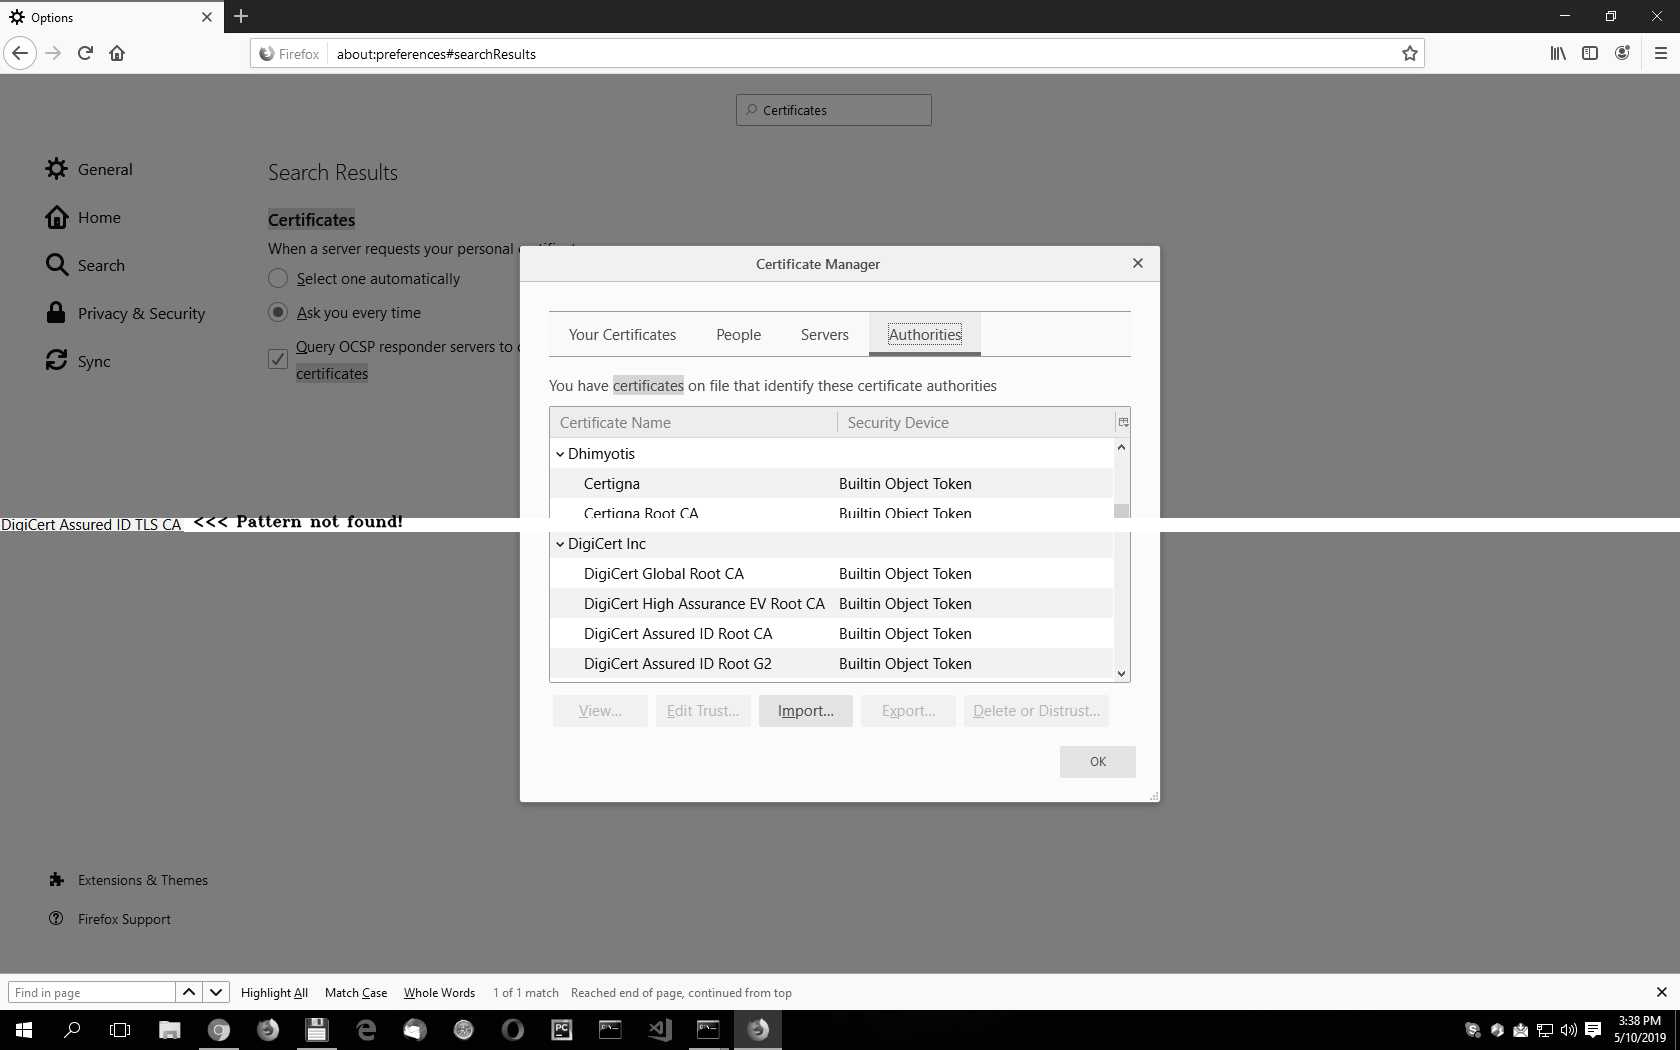 Options
Firefox
about:preferences#searchResults
Certificates
General
Home
Search
Privacy & Security
Sync
Search Results
Certificates
When a server requests your personal
Select one automatically
Ask you every time
Query OCSP responder servers to
certificates
Certificate Manager
Your Certificates People Servers Authorities
You have certificates on file that identify these certificate authorities
Certificate Name Security Device
Dhimyotis
Certigna Builtin Object Token
Certigna Root CA Builtin Object Token
DigiCert Assured ID TLS CA <<< Pattern not found!
DigiCert Inc
DigiCert Global Root CA Builtin Object Token
DigiCert High Assurance EV Root CA Builtin Object Token
DigiCert Assured ID Root CA Builtin Object Token
DigiCert Assured ID Root G2 Builtin Object Token
View... Edit Trust... Import... Export... Delete or Distrust...
OK
Extensions & Themes
Firefox Support
Find in page Highlight All Match Case Whole Words 1 of 1 match Reached end of page, continued from top
PC
3:38 PM
5/10/2019